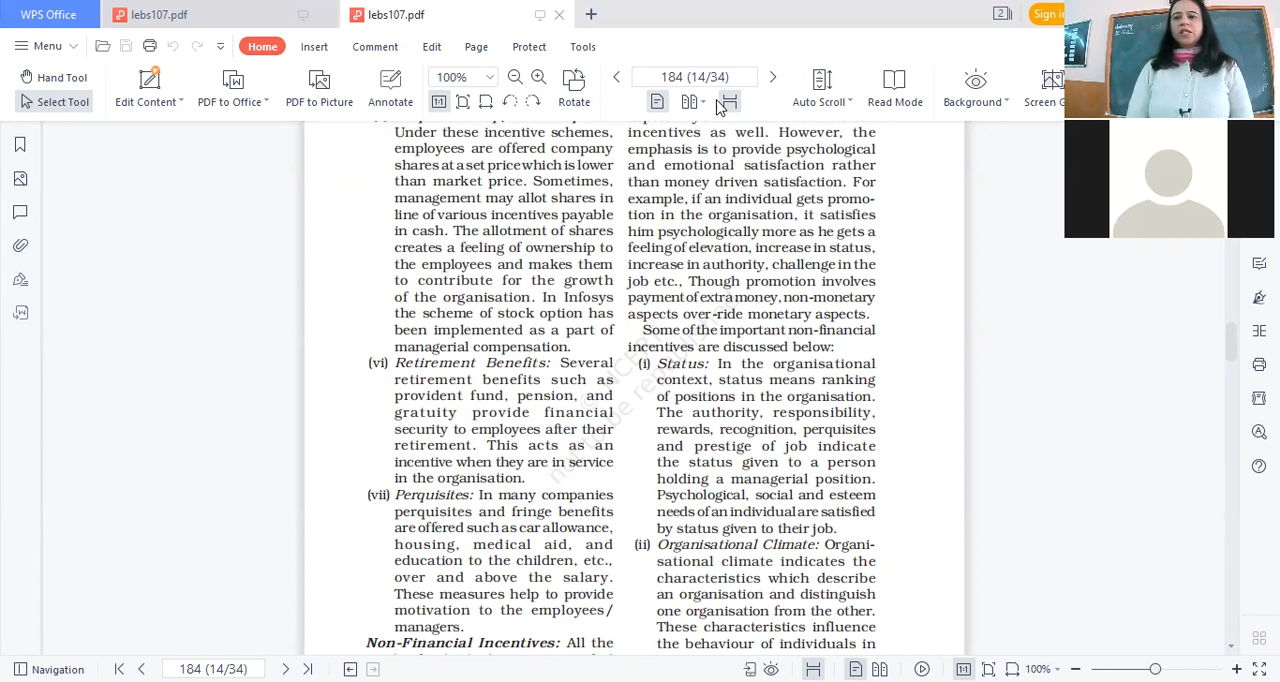 WPS Office
lebs107.pdf
lebs107.pdf
2
Sign in
Menu
Home
Insert
Comment
Edit
Page
Protect
Tools
Hand Tool
Select Tool
Edit Content
PDF to Office
PDF to Picture
Annotate
100%
Rotate
184 (14/34)
Auto Scroll
Read Mode
Background
Screen G
Under these incentive schemes,
employees are offered company
shares at a set price which is lower
than market price. Sometimes,
management may allot shares in
line of various incentives payable
in cash. The allotment of shares
creates a feeling of ownership to
the employees and makes them
to contribute for the growth
of the organisation. In Infosys
the scheme of stock option has
been implemented as a part of
managerial compensation.
(vi) Retirement Benefits: Several
retirement benefits such as
provident fund, pension, and
gratuity provide financial
security to employees after their
retirement. This acts as an
incentive when they are in service
in the organisation.
(vii) Perquisites: In many companies
perquisites and fringe benefits
are offered such as car allowance,
housing, medical aid, and
education to the children, etc.,
over and above the salary.
These measures help to provide
motivation to the employees/
managers.
Non-Financial Incentives: All the
incentives as well. However, the
emphasis is to provide psychological
and emotional satisfaction rather
than money driven satisfaction. For
example, if an individual gets promo-
tion in the organisation, it satisfies
him psychologically more as he gets a
feeling of elevation, increase in status,
increase in authority, challenge in the
job etc., Though promotion involves
payment of extra money, non-monetary
aspects over-ride monetary aspects.
Some of the important non-financial
incentives are discussed below:
(i) Status: In the organisational
context, status means ranking
of positions in the organisation.
The authority, responsibility,
rewards, recognition, perquisites
and prestige of job indicate
the status given to a person
holding a managerial position.
Psychological, social and esteem
needs of an individual are satisfied
by status given to their job.
(ii) Organisational Climate: Organi-
sational climate indicates the
characteristics which describe
an organisation and distinguish
one organisation from the other.
These characteristics influence
the behaviour of individuals in
© NCERT
not to be republished
Navigation
184 (14/34)
100%